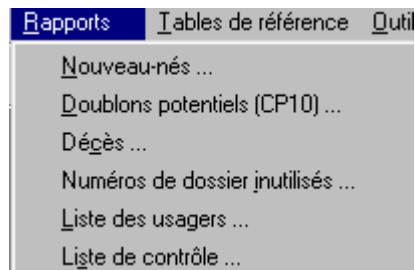 Rapports Tables de référence Outil
Nouveau-nés ...
Doublons potentiels (CP10) ...
Décès ...
Numéros de dossier inutilisés ...
Liste des usagers ...
Liste de contrôle ...